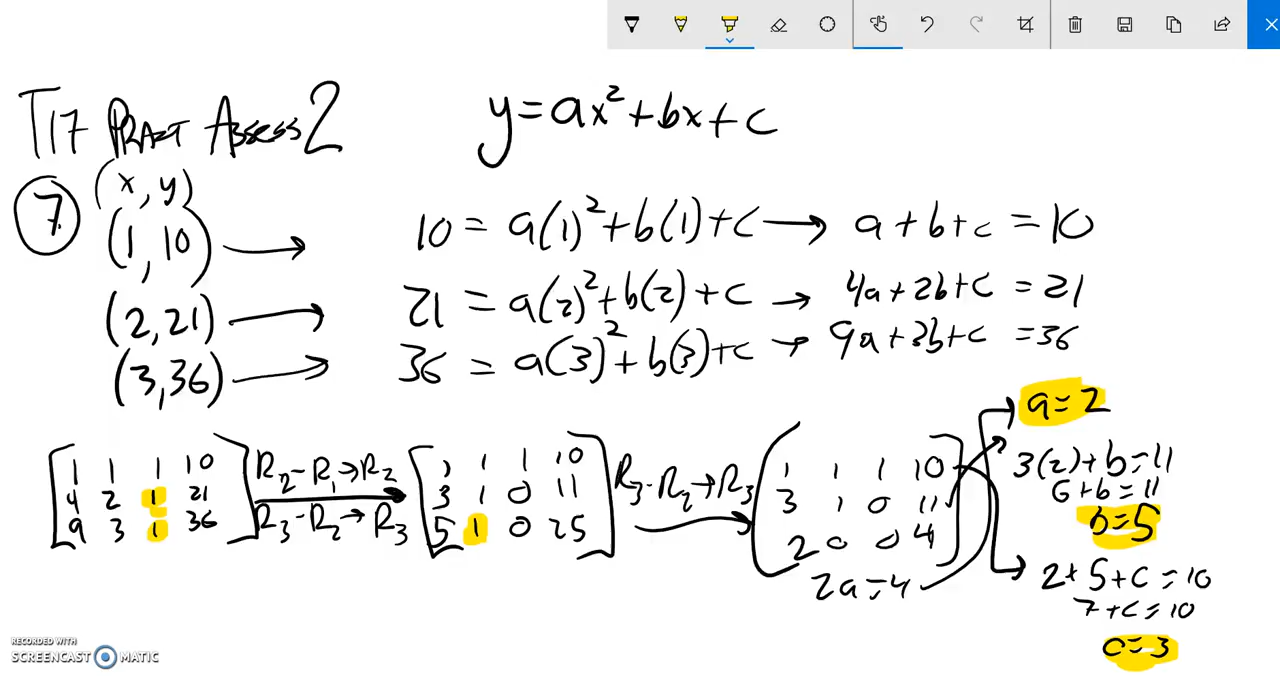 T17 PRACT ASSESS 2
y=ax²+bx+c
7.
(x, y)
(1, 10)
10 = a(1)²+b(1)+c → a+b+c = 10
(2,21)
21 = a(2)²+b(2)+c → 4a+2b+c = 21
(3,36)
36 = a(3)²+b(3)+c → 9a+3b+c = 36
a=2
1 1 1 10
4 2 1 21
9 3 1 36
R2-R1→R2
R3-R2→R3
1 1 1 10
3 1 0 11
5 1 0 25
R3-R2→R3
1 1 1 10
3 1 0 11
2 0 0 4
2a=4
3(2)+b=11
6+b=11
b=5
2+5+c=10
7+c=10
c=3
RECORDED WITH
SCREENCAST MATIC